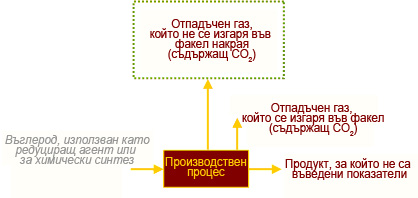 Отпадъчен газ,
който не се изгаря във
факел накрая
(съдържащ CO₂)
Отпадъчен газ,
който се изгаря във факел
(съдържащ CO₂)
Въглерод, използван като
редуциращ агент или
за химически синтез
Производствен
процес
Продукт, за който не са
въведени показатели